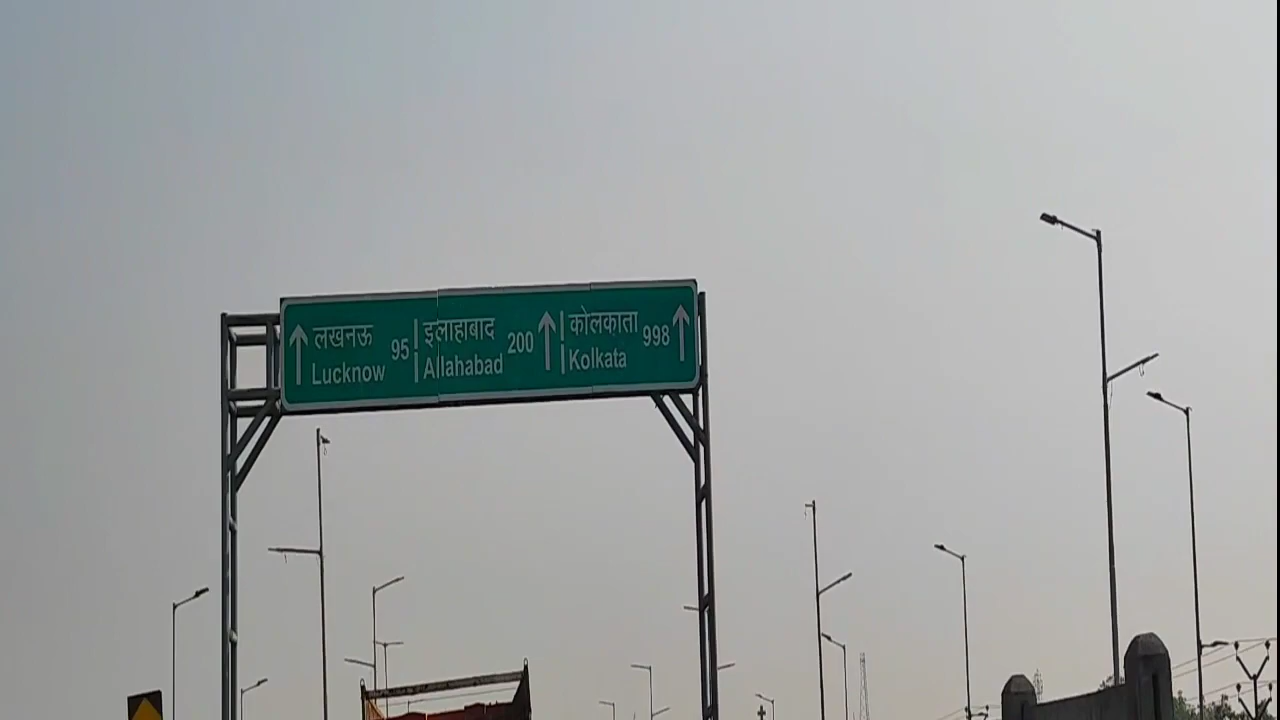 लखनऊ 95
Lucknow
इलाहाबाद 200
Allahabad
कोलकाता 998
Kolkata